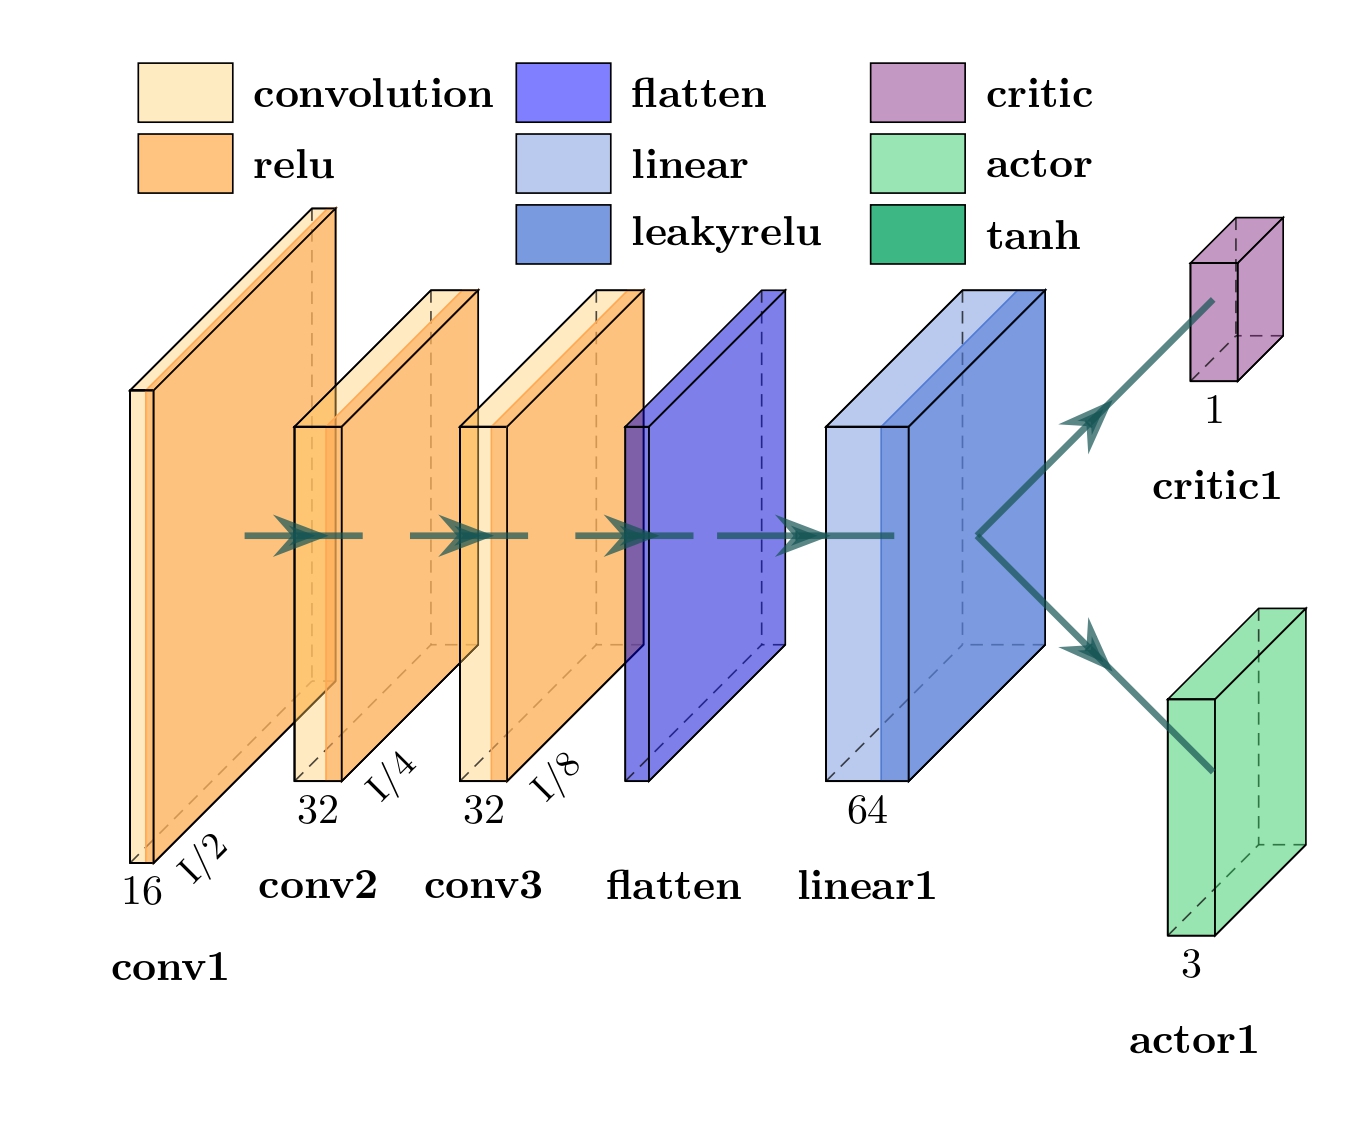 convolution
relu
flatten
linear
leakyrelu
critic
actor
tanh
16
I/2
conv1
32
I/4
conv2
32
I/8
conv3
flatten
64
linear1
1
critic1
3
actor1